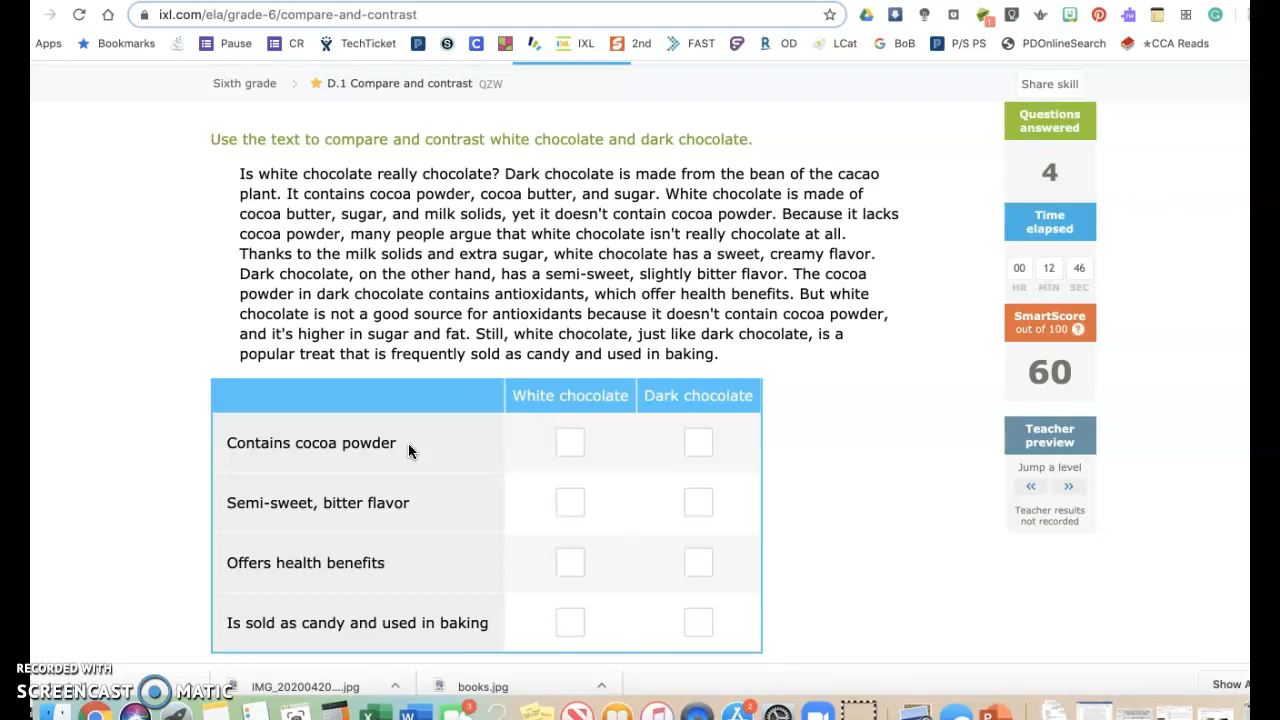 ixl.com/ela/grade-6/compare-and-contrast
Apps Bookmarks Pause CR TechTicket IXL 2nd FAST OD LCat BoB P/S PS PDOnlineSearch ★CCA Reads
Sixth grade > D.1 Compare and contrast QZW
Share skill
Use the text to compare and contrast white chocolate and dark chocolate.
Is white chocolate really chocolate? Dark chocolate is made from the bean of the cacao
plant. It contains cocoa powder, cocoa butter, and sugar. White chocolate is made of
cocoa butter, sugar, and milk solids, yet it doesn't contain cocoa powder. Because it lacks
cocoa powder, many people argue that white chocolate isn't really chocolate at all.
Thanks to the milk solids and extra sugar, white chocolate has a sweet, creamy flavor.
Dark chocolate, on the other hand, has a semi-sweet, slightly bitter flavor. The cocoa
powder in dark chocolate contains antioxidants, which offer health benefits. But white
chocolate is not a good source for antioxidants because it doesn't contain cocoa powder,
and it's higher in sugar and fat. Still, white chocolate, just like dark chocolate, is a
popular treat that is frequently sold as candy and used in baking.
White chocolate Dark chocolate
Contains cocoa powder
Semi-sweet, bitter flavor
Offers health benefits
Is sold as candy and used in baking
Questions
answered
4
Time
elapsed
00 12 46
HR MIN SEC
SmartScore
out of 100 ?
60
Teacher
preview
Jump a level
« »
Teacher results
not recorded
RECORDED WITH
SCREENCAST MATIC
IMG_20200420....jpg
books.jpg
Show A
3
2